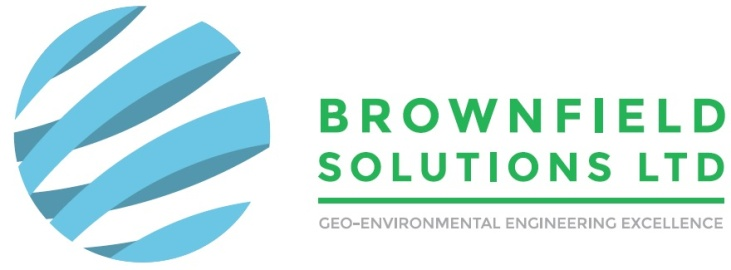 BROWNFIELD
SOLUTIONS LTD
GEO-ENVIRONMENTAL ENGINEERING EXCELLENCE